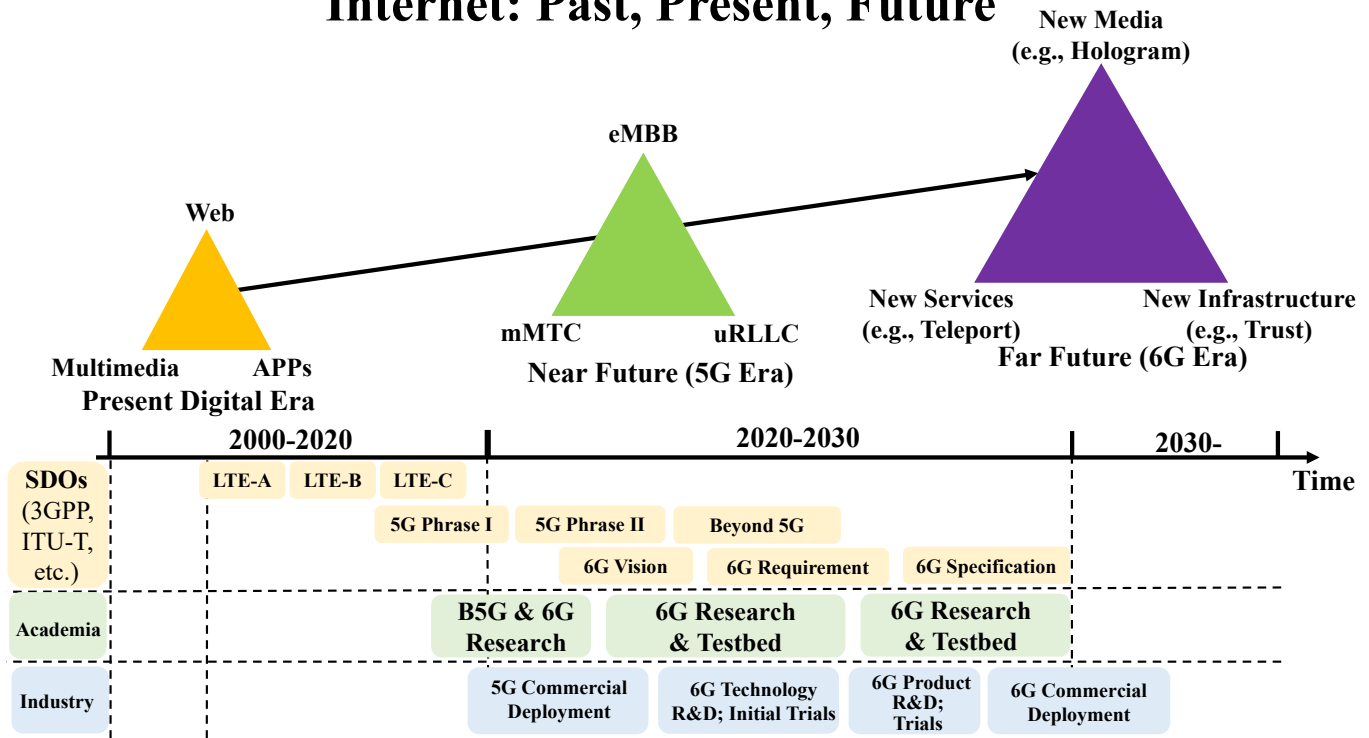 Internet: Past, Present, Future
New Media
(e.g., Hologram)
eMBB
Web
New Services
(e.g., Teleport)
New Infrastructure
(e.g., Trust)
mMTC
uRLLC
Far Future (6G Era)
Multimedia
APPs
Near Future (5G Era)
Present Digital Era
2000-2020
2020-2030
2030-
Time
SDOs
(3GPP,
ITU-T,
etc.)
LTE-A
LTE-B
LTE-C
5G Phrase I
5G Phrase II
Beyond 5G
6G Vision
6G Requirement
6G Specification
Academia
B5G & 6G
Research
6G Research
& Testbed
6G Research
& Testbed
Industry
5G Commercial
Deployment
6G Technology
R&D; Initial Trials
6G Product
R&D;
Trials
6G Commercial
Deployment